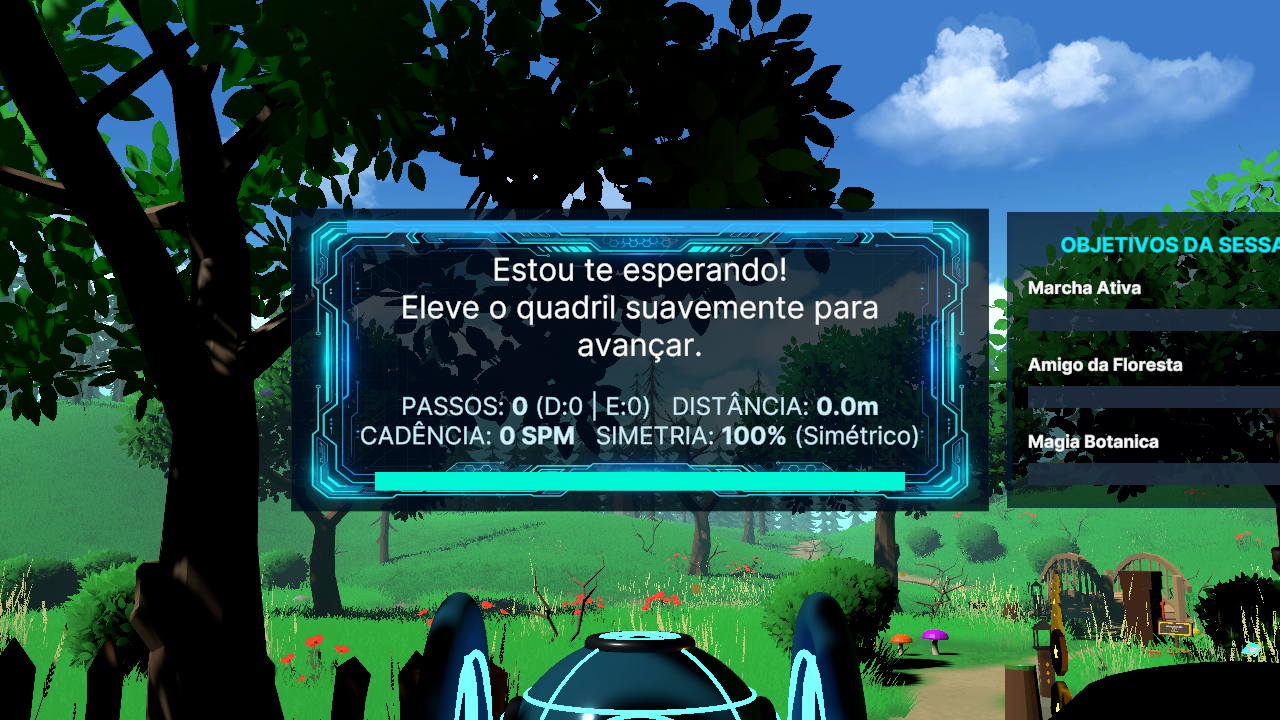 Estou te esperando!
Eleve o quadril suavemente para
avançar.
PASSOS: 0 (D:0 | E:0) DISTÂNCIA: 0.0m
CADÊNCIA: 0 SPM SIMETRIA: 100% (Simétrico)
OBJETIVOS DA SESSA
Marcha Ativa
Amigo da Floresta
Magia Botanica